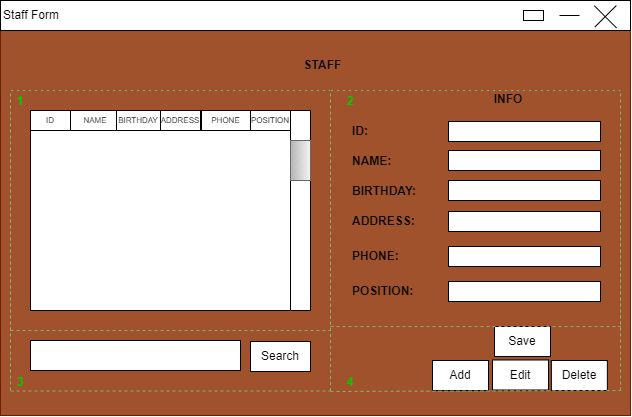 Staff Form
STAFF
1
ID NAME BIRTHDAY ADDRESS PHONE POSITION
2
INFO
ID:
NAME:
BIRTHDAY:
ADDRESS:
PHONE:
POSITION:
Search
3
Save
Add Edit Delete
4